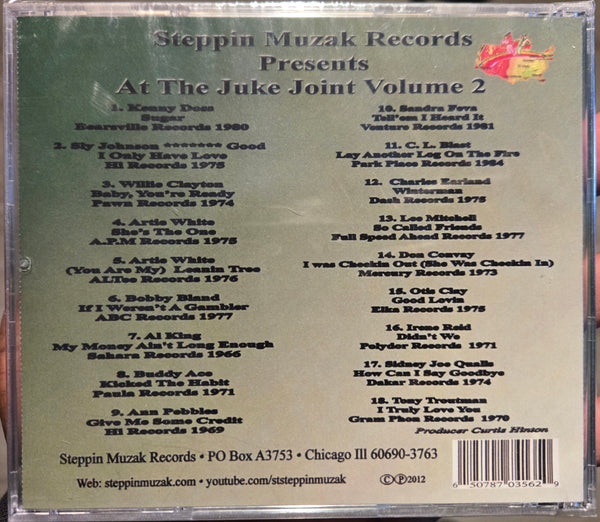 Steppin Muzak Records
Presents
At The Juke Joint Volume 2
1. Kenny Doss
Sugar
Bearsville Records 1980
2. Sly Johnson ******* Good
I Only Have Love
Hi Records 1975
3. Willie Clayton
Baby, You're Ready
Pawn Records 1974
4. Artie White
She's The One
A.P.M Records 1975
5. Artie White
(You Are My) Leanin Tree
ALTee Records 1976
6. Bobby Bland
If I Weren't A Gambler
ABC Records 1977
7. Al King
My Money Ain't Long Enough
Sahara Records 1966
8. Buddy Ace
Kicked The Habit
Paula Records 1971
9. Ann Pebbles
Give Me Some Credit
Hi Records 1969
10. Sandra Feva
Tell'em I Heard It
Venture Records 1981
11. C. L. Blast
Lay Another Log On The Fire
Park Place Records 1984
12. Charles Earland
Winterman
Dash Records 1975
13. Lee Mitchell
So Called Friends
Full Speed Ahead Records 1977
14. Don Convay
I was Checkin Out (She Was Checkin In)
Mercury Records 1973
15. Otis Clay
Good Lovin
Elka Records 1975
16. Irene Reid
Didn't We
Polyder Records 1971
17. Sidney Joe Qualls
How Can I Say Goodbye
Dakar Records 1974
18. Tony Troutman
I Truly Love You
Gram Phon Records 1970
Producer Curtis Hinton
Steppin Muzak Records • PO Box A3753 • Chicago Ill 60690-3763
Web: steppinmuzak.com • youtube.com/ststeppinmuzak
©℗2012
6 50787 03562 9